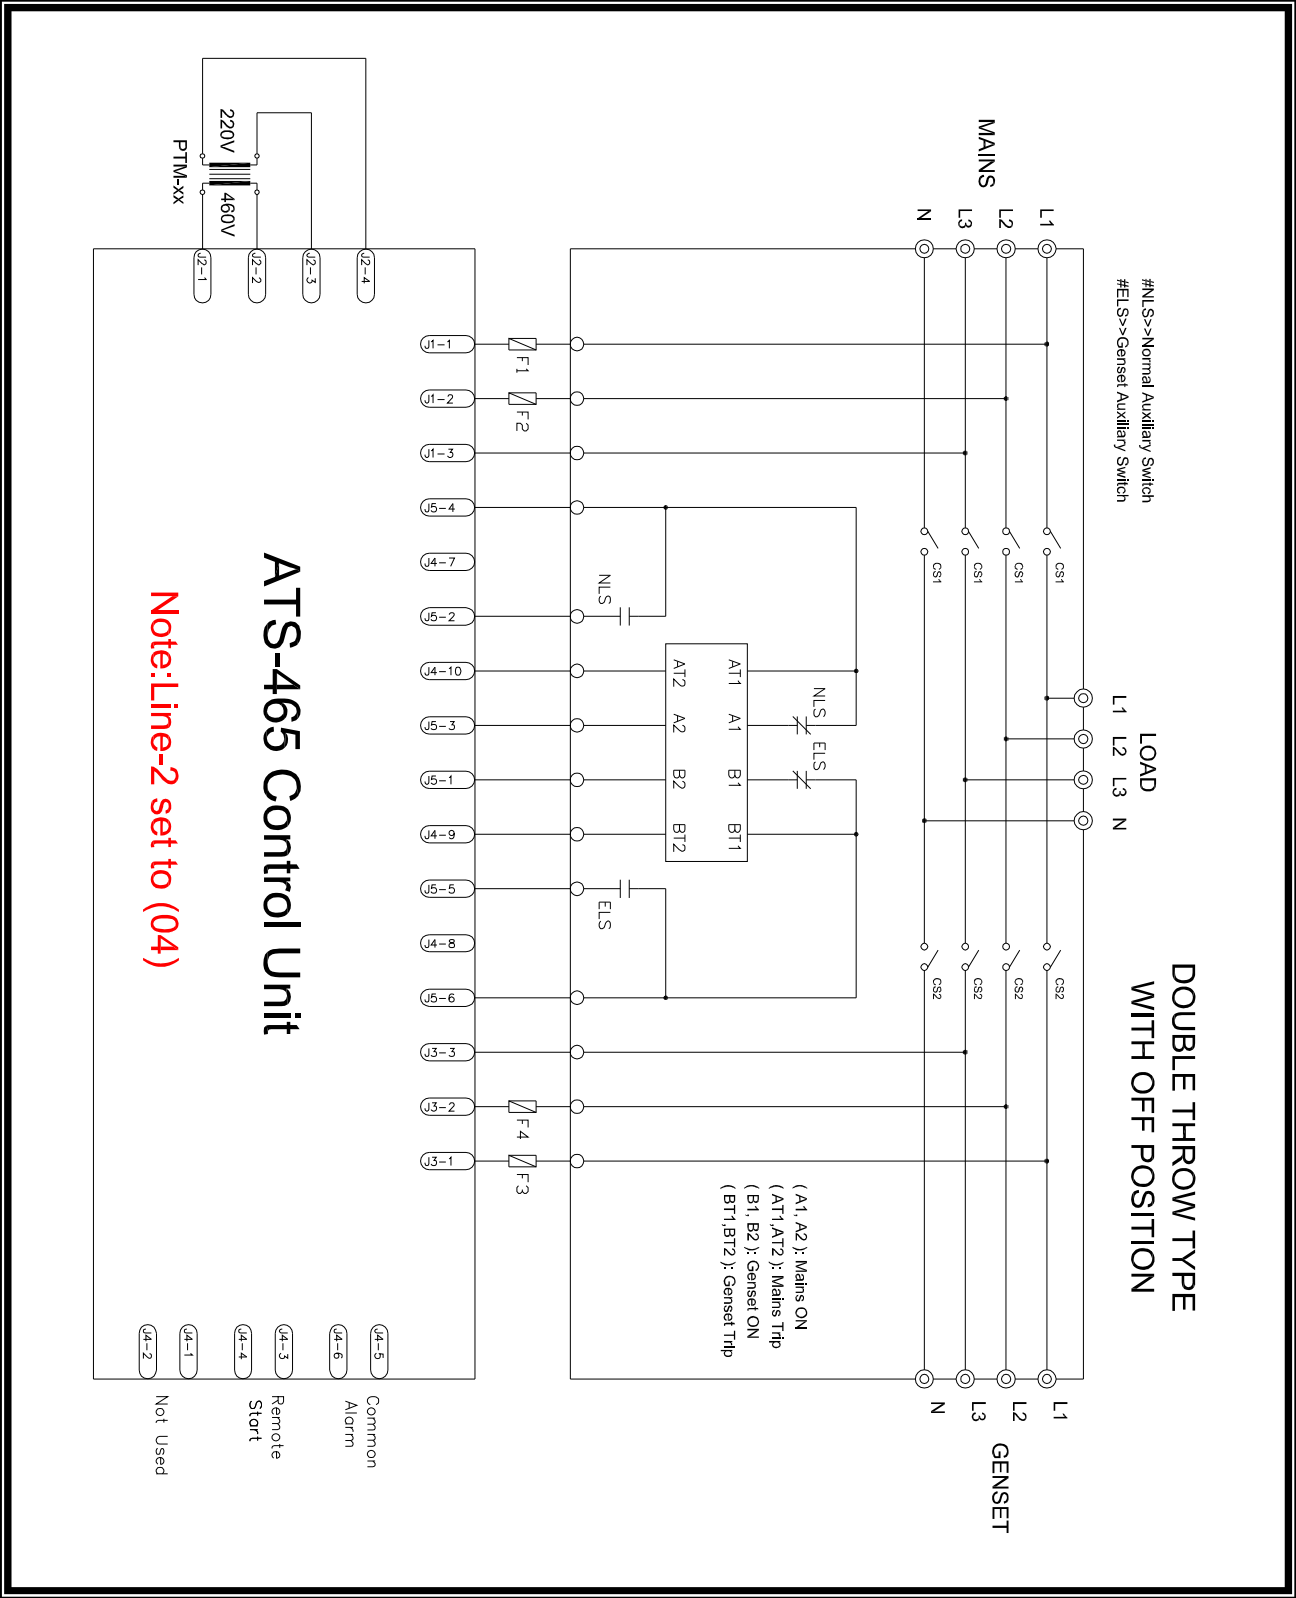 DOUBLE THROW TYPE
WITH OFF POSITION
#NLS>>Normal Auxiliary Switch
#ELS>>Genset Auxiliary Switch
LOAD
L1 L2 L3 N
MAINS
L1
L2
L3
N
CS1
CS1
CS1
CS1
CS2
CS2
CS2
CS2
L1
L2
L3
N
GENSET
NLS ELS
AT1 A1 B1 BT1
AT2 A2 B2 BT2
NLS
ELS
( A1, A2 ): Mains ON
( AT1,AT2 ): Mains Trip
( B1, B2 ): Genset ON
( BT1,BT2 ): Genset Trip
F1 F2 F4 F3
J1-1 J1-2 J1-3 J5-4 J4-7 J5-2 J4-10 J5-3 J5-1 J4-9 J5-5 J4-8 J5-6 J3-3 J3-2 J3-1
220V 460V
PTM-xx
J2-4
J2-3
J2-2
J2-1
ATS-465 Control Unit
Note:Line-2 set to (04)
J4-5
J4-6
Common
Alarm
J4-3
J4-4
Remote
Start
J4-1
J4-2
Not Used